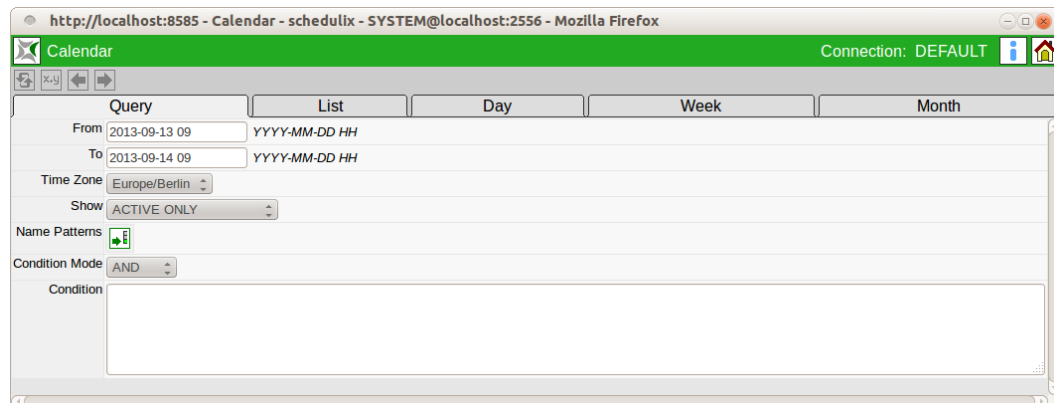 http://localhost:8585 - Calendar - schedulix - SYSTEM@localhost:2556 - Mozilla Firefox
Calendar Connection: DEFAULT
x.y
Query List Day Week Month
From 2013-09-13 09 YYYY-MM-DD HH
To 2013-09-14 09 YYYY-MM-DD HH
Time Zone Europe/Berlin
Show ACTIVE ONLY
Name Patterns
Condition Mode AND
Condition